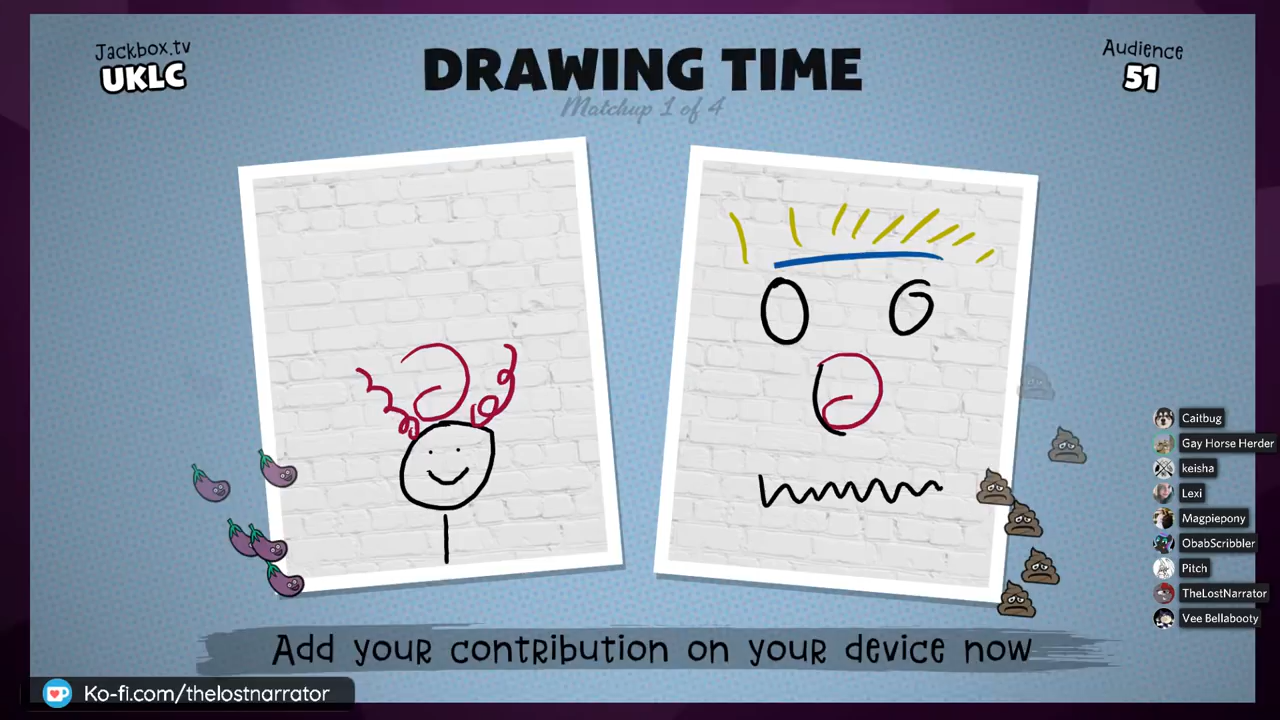 Jackbox.tv
UKLC
DRAWING TIME
Matchup 1 of 4
Audience
51
Caitbug
Gay Horse Herder
keisha
Lexi
Magpiepony
ObabScribbler
Pitch
TheLostNarrator
Vee Bellabooty
Add your contribution on your device now
Ko-fi.com/thelostnarrator